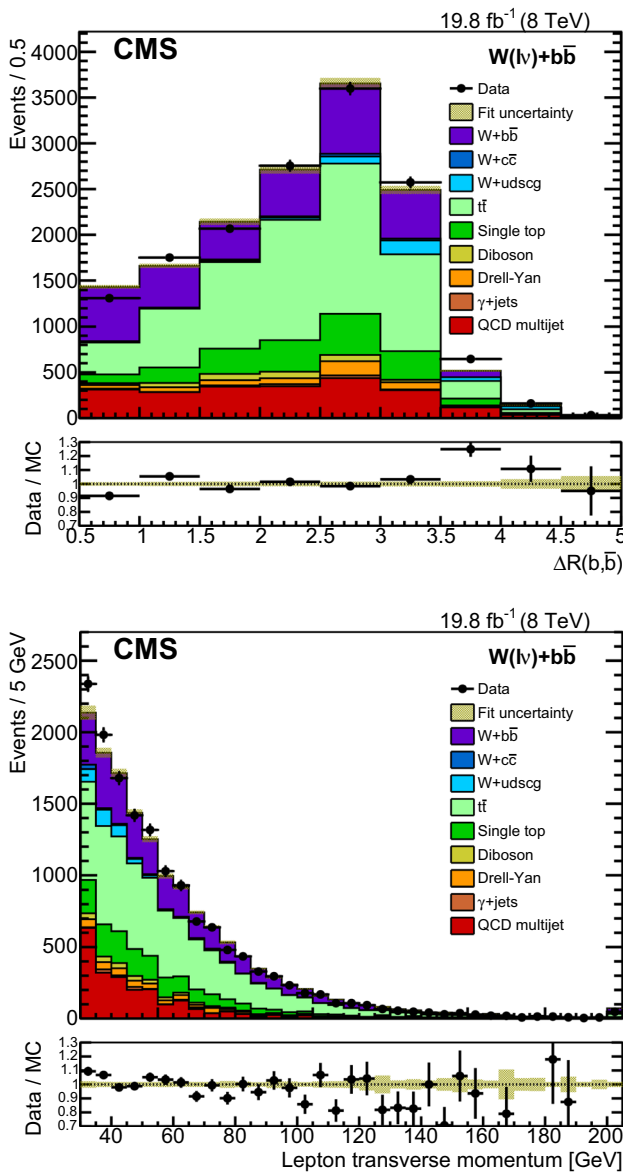 19.8 fb⁻¹ (8 TeV)
CMS
W(lν)+bb̅
Events / 0.5
4000
3500
3000
2500
2000
1500
1000
500
0
Data
Fit uncertainty
W+bb̅
W+cc̅
W+udscg
tt̅
Single top
Diboson
Drell-Yan
γ+jets
QCD multijet
Data / MC
1.3
1.2
1.1
1
0.9
0.8
0.7
0.5 1 1.5 2 2.5 3 3.5 4 4.5 5
ΔR(b,b̅)
19.8 fb⁻¹ (8 TeV)
CMS
W(lν)+bb̅
Events / 5 GeV
2500
2000
1500
1000
500
0
Data
Fit uncertainty
W+bb̅
W+cc̅
W+udscg
tt̅
Single top
Diboson
Drell-Yan
γ+jets
QCD multijet
Data / MC
1.3
1.2
1.1
1
0.9
0.8
0.7
40 60 80 100 120 140 160 180 200
Lepton transverse momentum [GeV]